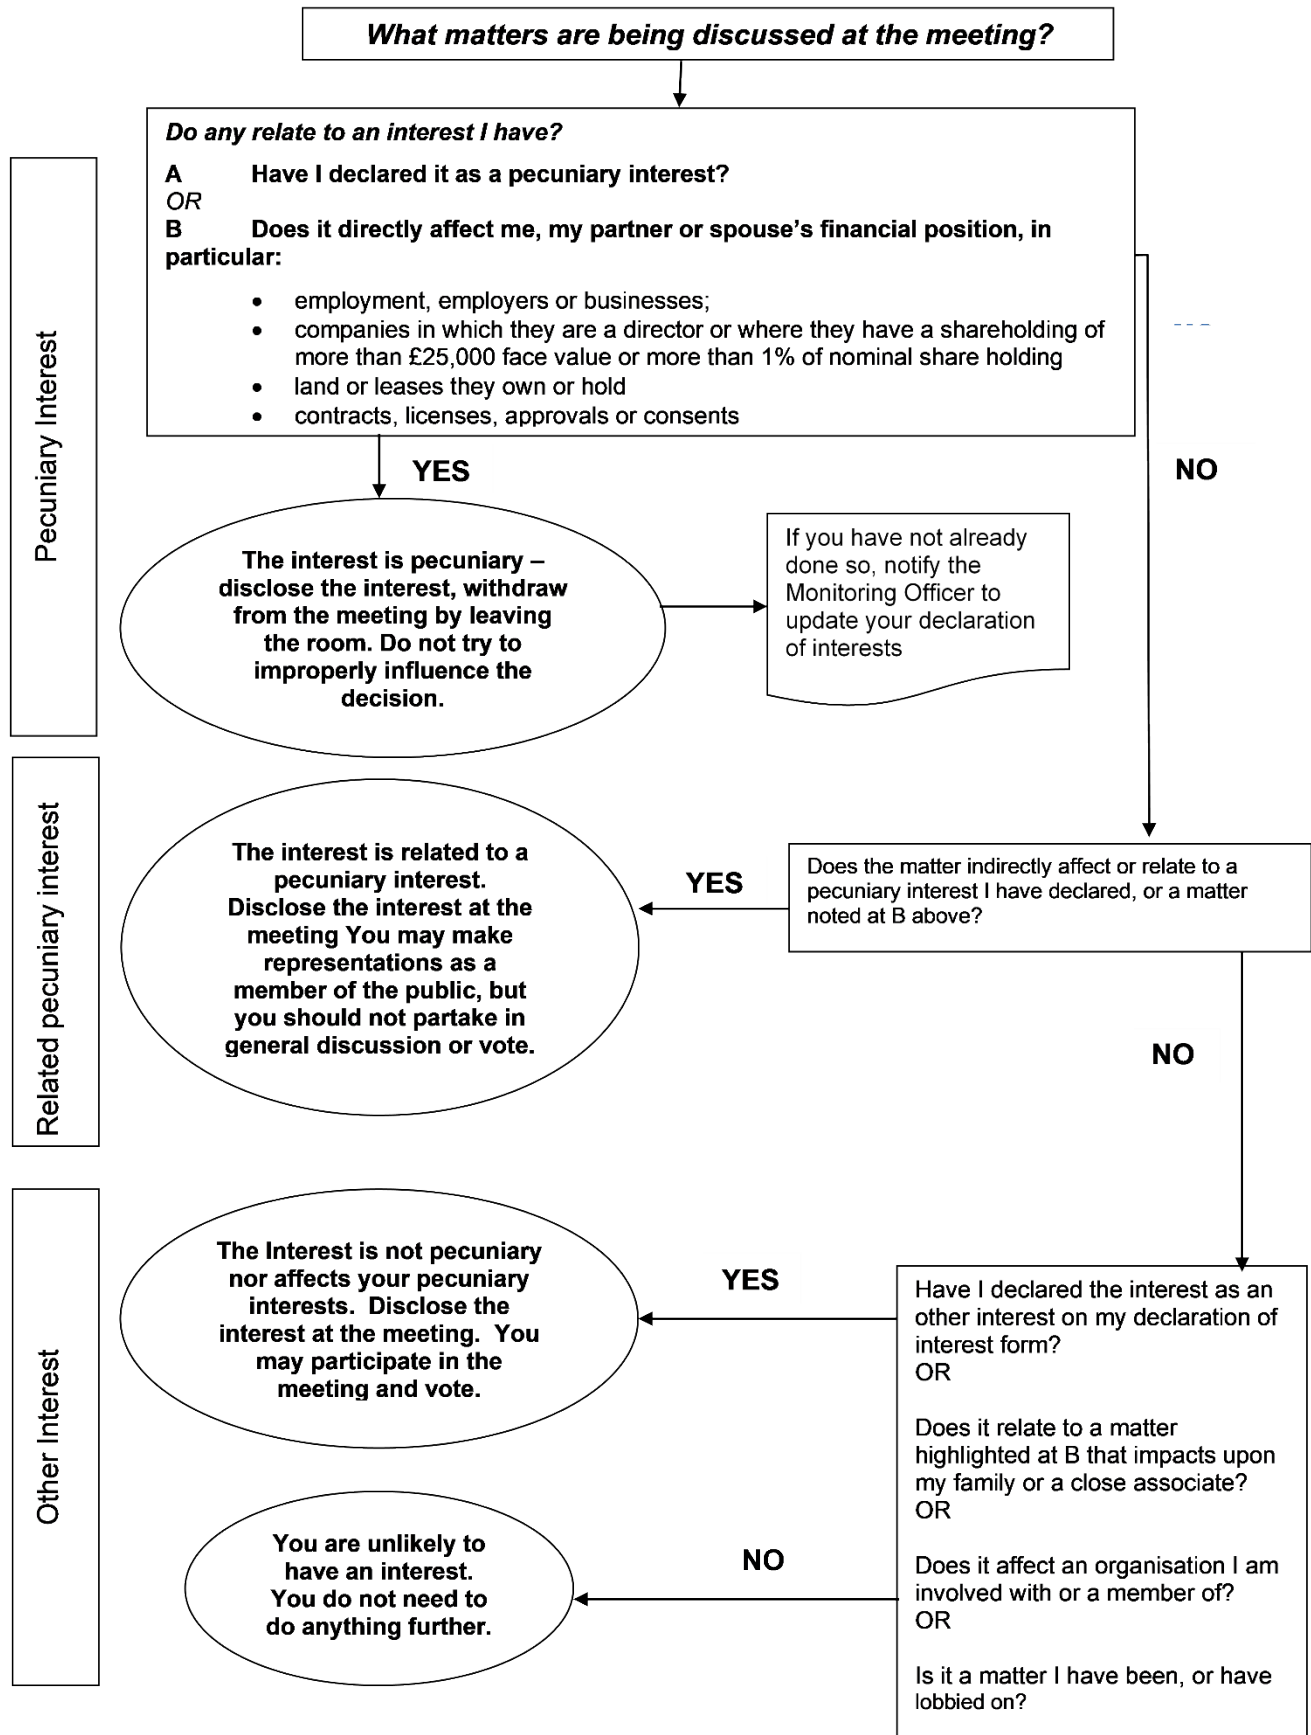 What matters are being discussed at the meeting?
Do any relate to an interest I have?
A Have I declared it as a pecuniary interest?
OR
B Does it directly affect me, my partner or spouse's financial position, in
particular:
• employment, employers or businesses;
• companies in which they are a director or where they have a shareholding of
more than £25,000 face value or more than 1% of nominal share holding
• land or leases they own or hold
• contracts, licenses, approvals or consents
Pecuniary Interest
YES
NO
The interest is pecuniary –
disclose the interest, withdraw
from the meeting by leaving
the room. Do not try to
improperly influence the
decision.
If you have not already
done so, notify the
Monitoring Officer to
update your declaration
of interests
Related pecuniary interest
The interest is related to a
pecuniary interest.
Disclose the interest at the
meeting You may make
representations as a
member of the public, but
you should not partake in
general discussion or vote.
YES
Does the matter indirectly affect or relate to a
pecuniary interest I have declared, or a matter
noted at B above?
NO
Other Interest
The Interest is not pecuniary
nor affects your pecuniary
interests. Disclose the
interest at the meeting. You
may participate in the
meeting and vote.
YES
Have I declared the interest as an
other interest on my declaration of
interest form?
OR
Does it relate to a matter
highlighted at B that impacts upon
my family or a close associate?
OR
Does it affect an organisation I am
involved with or a member of?
OR
Is it a matter I have been, or have
lobbied on?
NO
You are unlikely to
have an interest.
You do not need to
do anything further.